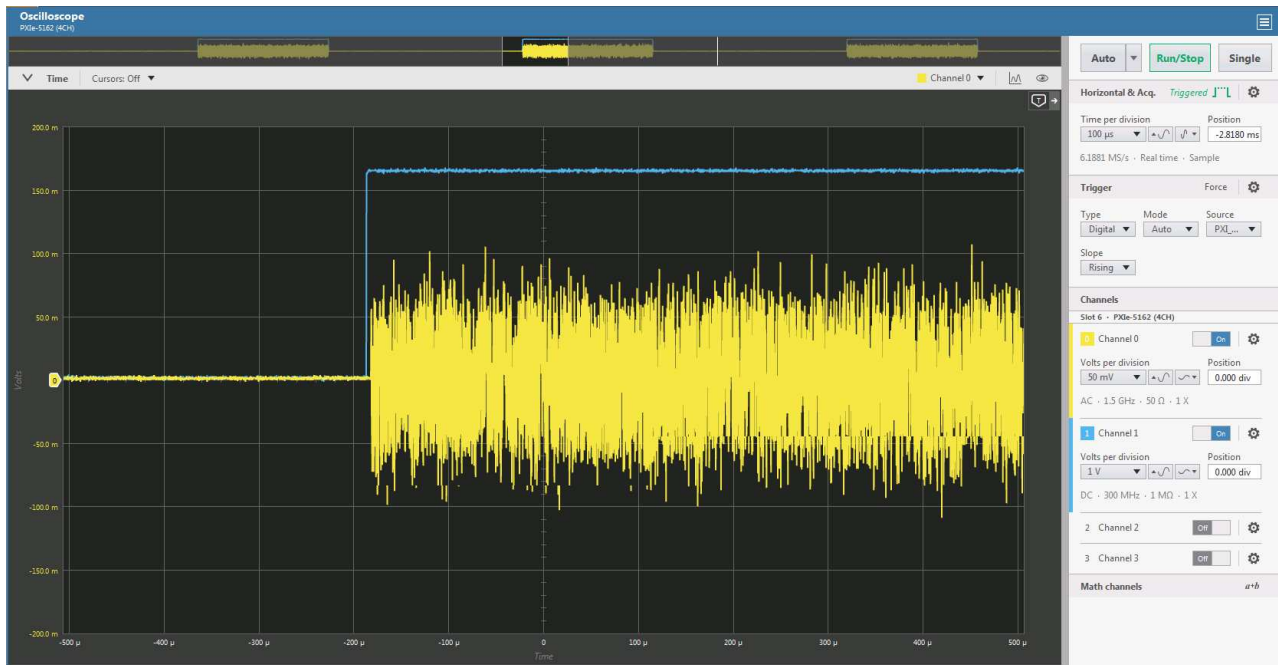 Oscilloscope
PXIe-5162 (4CH)
Time Cursors: Off Channel 0
T
200.0 m
150.0 m
100.0 m
50.0 m
0
-50.0 m
-100.0 m
-150.0 m
-200.0 m
Volts
-500 µ -400 µ -300 µ -200 µ -100 µ 0 100 µ 200 µ 300 µ 400 µ 500 µ
Time
Auto Run/Stop Single
Horizontal & Acq. Triggered
Time per division Position
100 µs -2.8180 ms
6.1881 MS/s · Real time · Sample
Trigger Force
Type Mode Source
Digital Auto PXI_...
Slope
Rising
Channels
Slot 6 · PXIe-5162 (4CH)
0 Channel 0 On
Volts per division Position
50 mV 0.000 div
AC · 1.5 GHz · 50 Ω · 1 X
1 Channel 1 On
Volts per division Position
1 V 0.000 div
DC · 300 MHz · 1 MΩ · 1 X
2 Channel 2 Off
3 Channel 3 Off
Math channels a+b